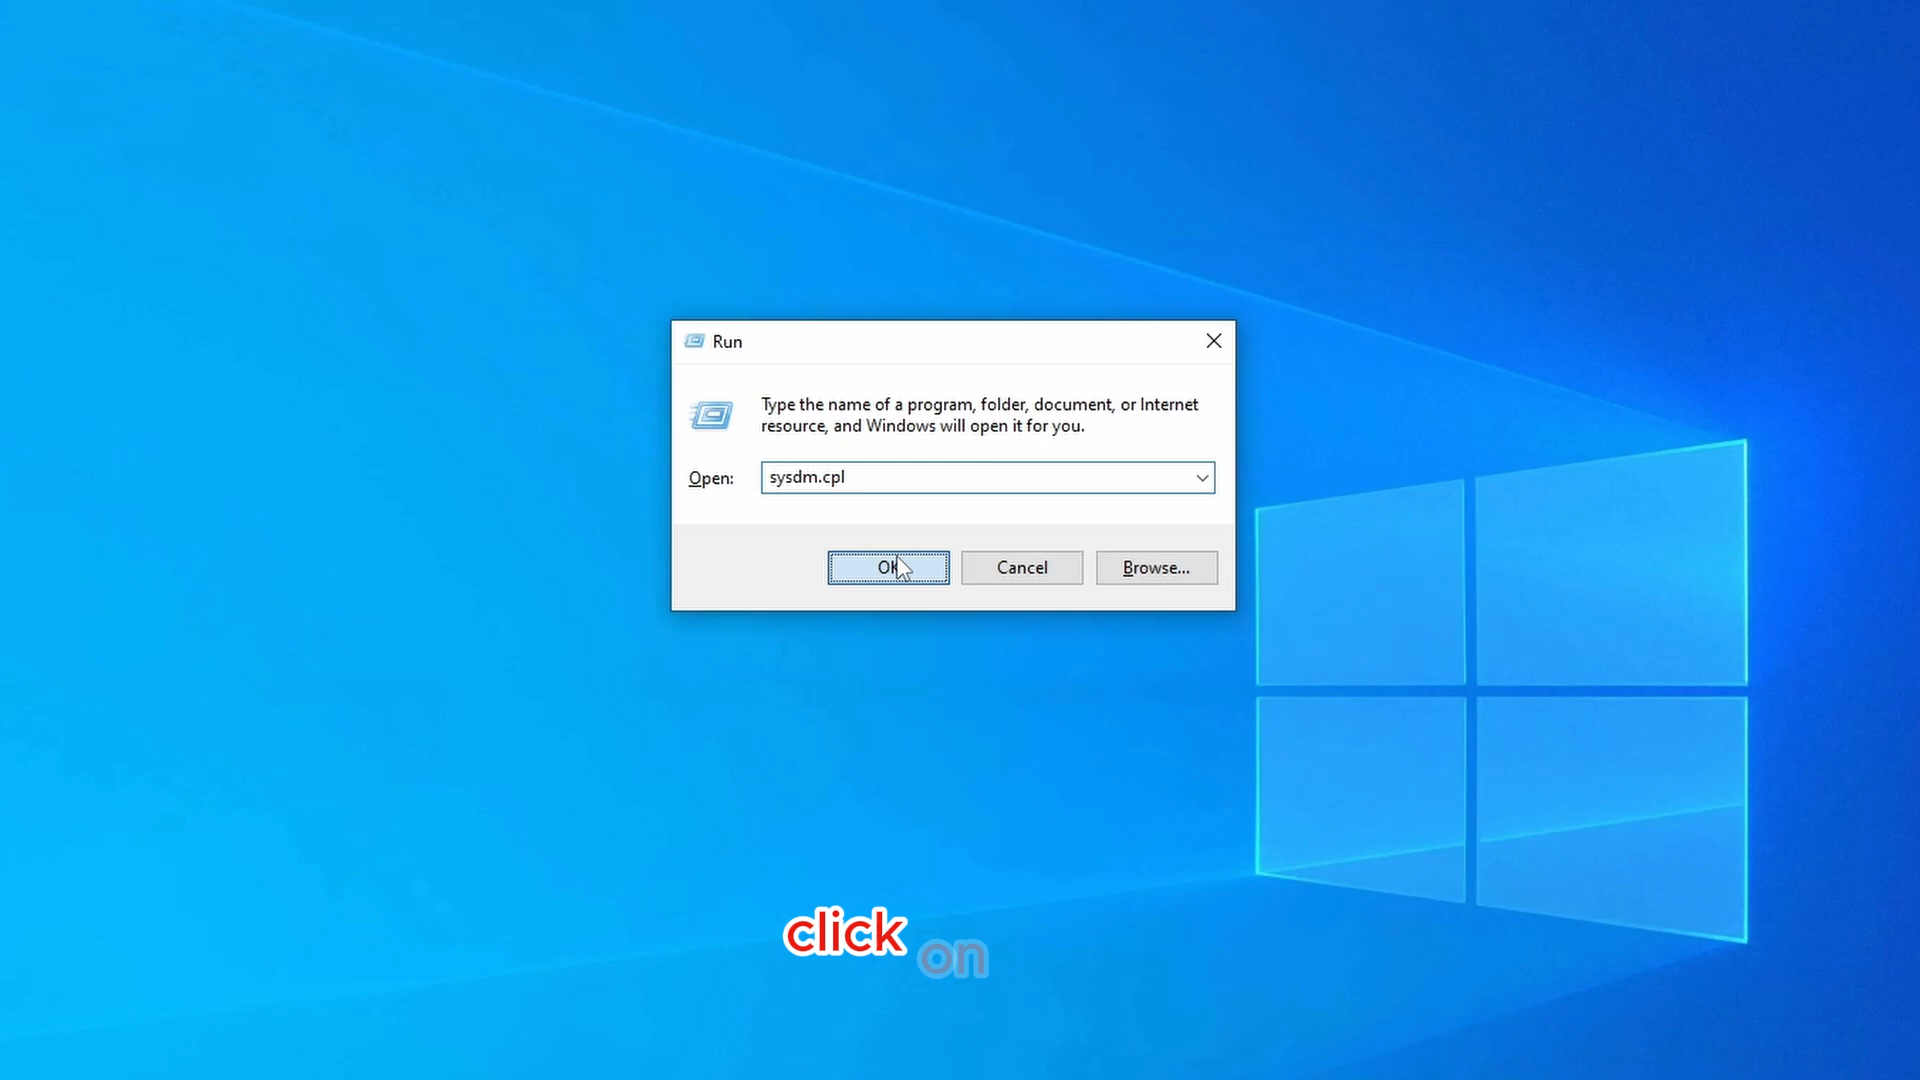 Run
Type the name of a program, folder, document, or Internet
resource, and Windows will open it for you.
Open: sysdm.cpl
OK Cancel Browse...
click on